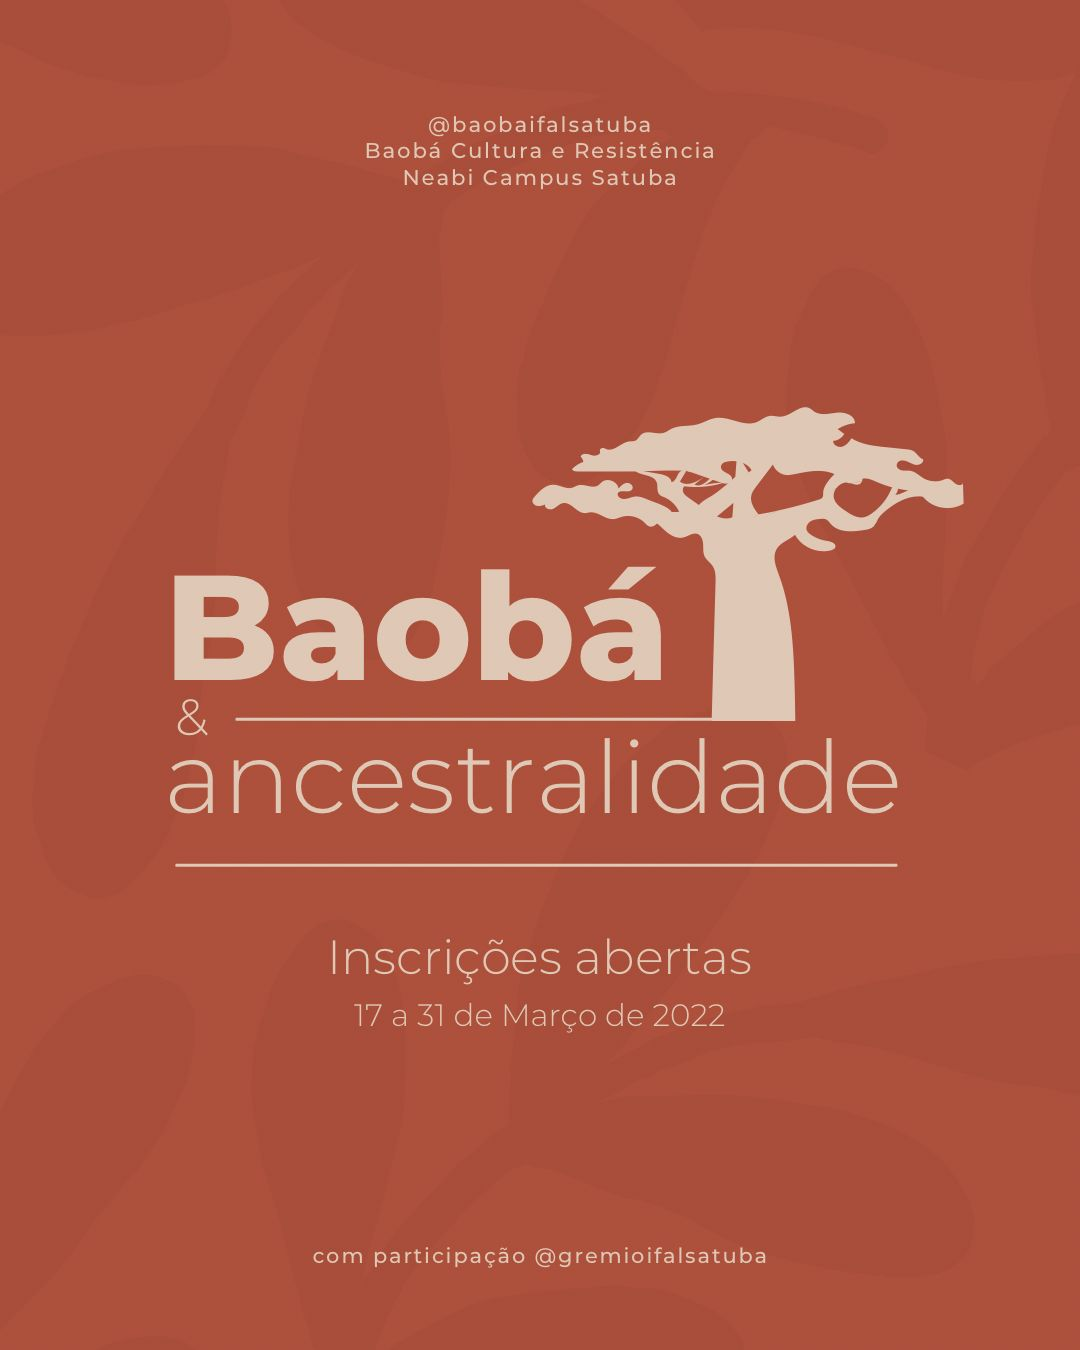 @baobaifalsatuba
Baobá Cultura e Resistência
Neabi Campus Satuba
Baobá
&
ancestralidade
Inscrições abertas
17 a 31 de Março de 2022
com participação @gremioifalsatuba